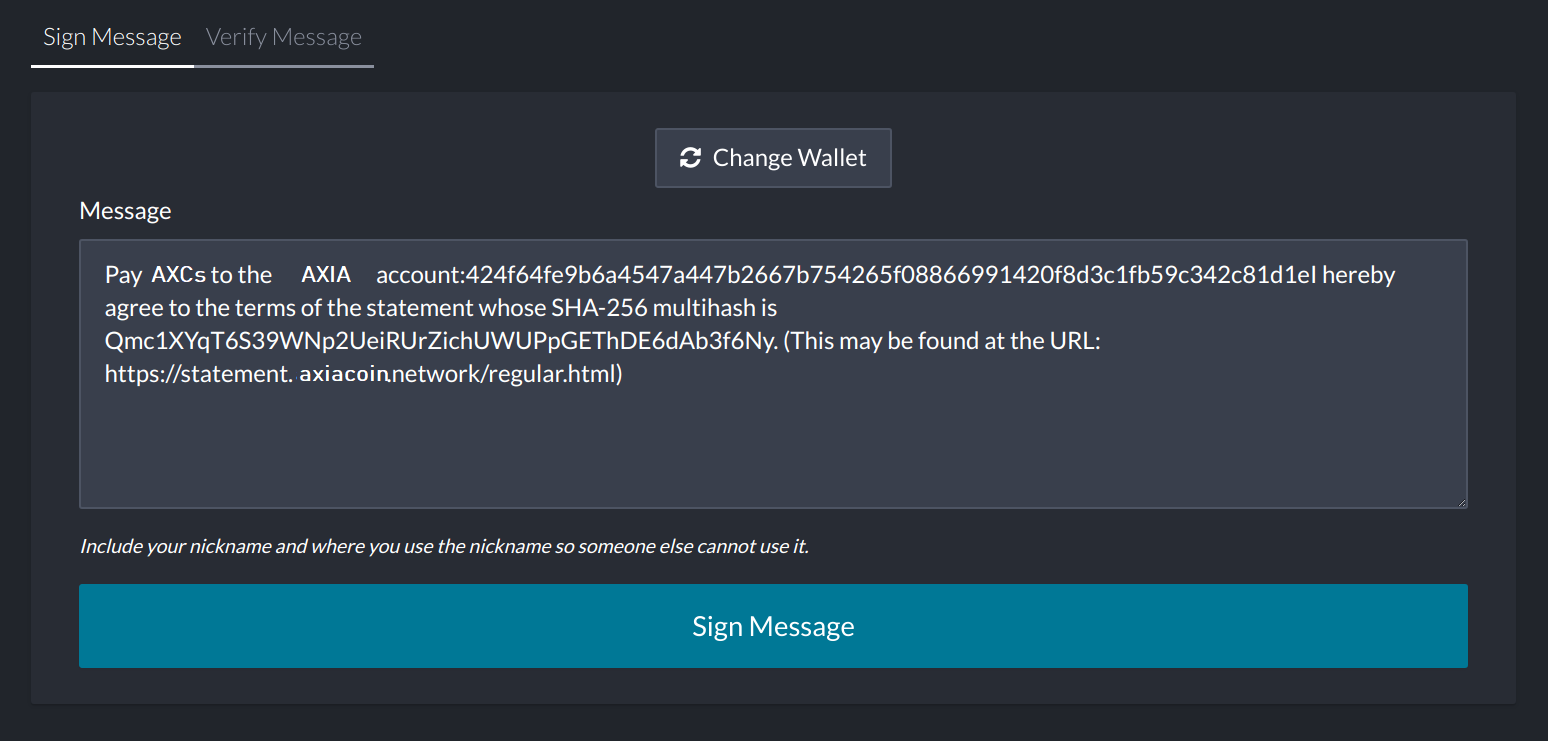 Sign Message Verify Message
Change Wallet
Message
Pay AXCs to the AXIA account:424f64fe9b6a4547a447b2667b754265f08866991420f8d3c1fb59c342c81d1eI hereby
agree to the terms of the statement whose SHA-256 multihash is
Qmc1XYqT6S39WNp2UeiRUrZichUWUPpGEThDE6dAb3f6Ny. (This may be found at the URL:
https://statement.axiacoin.network/regular.html)
Include your nickname and where you use the nickname so someone else cannot use it.
Sign Message